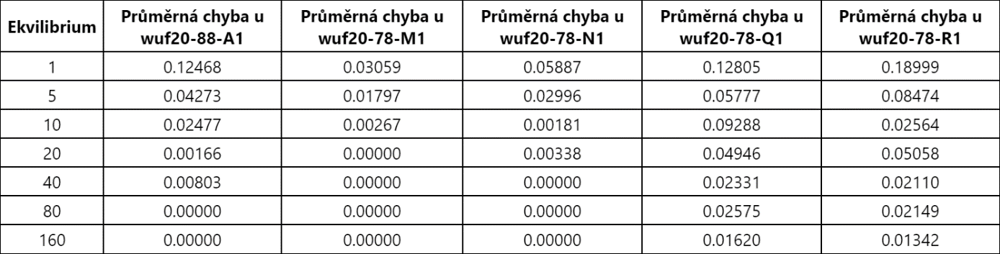 Ekvilibrium Průměrná chyba u wuf20-88-A1 Průměrná chyba u wuf20-78-M1 Průměrná chyba u wuf20-78-N1 Průměrná chyba u wuf20-78-Q1 Průměrná chyba u wuf20-78-R1
1 0.12468 0.03059 0.05887 0.12805 0.18999
5 0.04273 0.01797 0.02996 0.05777 0.08474
10 0.02477 0.00267 0.00181 0.09288 0.02564
20 0.00166 0.00000 0.00338 0.04946 0.05058
40 0.00803 0.00000 0.00000 0.02331 0.02110
80 0.00000 0.00000 0.00000 0.02575 0.02149
160 0.00000 0.00000 0.00000 0.01620 0.01342